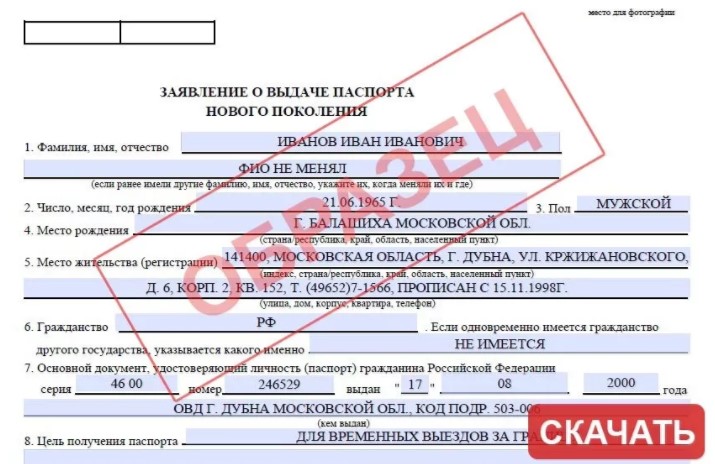 место для фотографии
ЗАЯВЛЕНИЕ О ВЫДАЧЕ ПАСПОРТА
НОВОГО ПОКОЛЕНИЯ
1. Фамилия, имя, отчество ИВАНОВ ИВАН ИВАНОВИЧ
ФИО НЕ МЕНЯЛ
(если ранее имели другие фамилию, имя, отчество, укажите их, когда меняли их и где)
2. Число, месяц, год рождения 21.06.1965 Г. 3. Пол МУЖСКОЙ
4. Место рождения Г. БАЛАШИХА МОСКОВСКОЙ ОБЛ.
(страна/республика, край, область, населенный пункт)
5. Место жительства (регистрации) 141400, МОСКОВСКАЯ ОБЛАСТЬ, Г. ДУБНА, УЛ. КРЖИЖАНОВСКОГО,
(индекс, страна/республика, край, область, населенный пункт)
Д. 6, КОРП. 2, КВ. 152, Т. (49652)7-1566, ПРОПИСАН С 15.11.1998Г.
(улица, дом, корпус, квартира, телефон)
6. Гражданство РФ . Если одновременно имеется гражданство
другого государства, указывается какого именно НЕ ИМЕЕТСЯ
7. Основной документ, удостоверяющий личность (паспорт) гражданина Российской Федерации
серия 46 00 номер 246529 выдан "17" 08 2000 года
ОВД Г. ДУБНА МОСКОВСКОЙ ОБЛ., КОД ПОДР. 503-006
(кем выдан)
8. Цель получения паспорта ДЛЯ ВРЕМЕННЫХ ВЫЕЗДОВ ЗА
ОБРАЗЕЦ
СКАЧАТЬ